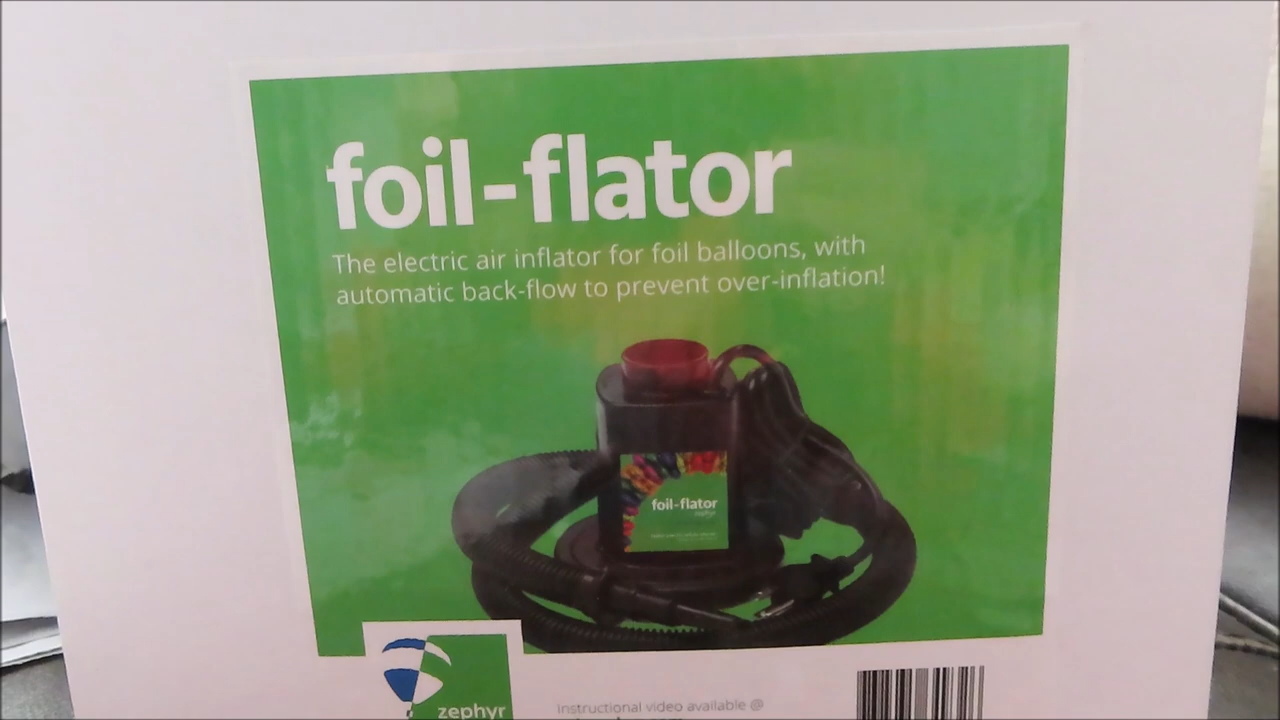 foil-flator
The electric air inflator for foil balloons, with
automatic back-flow to prevent over-inflation!
foil-flator
zephyr
instructional video available @